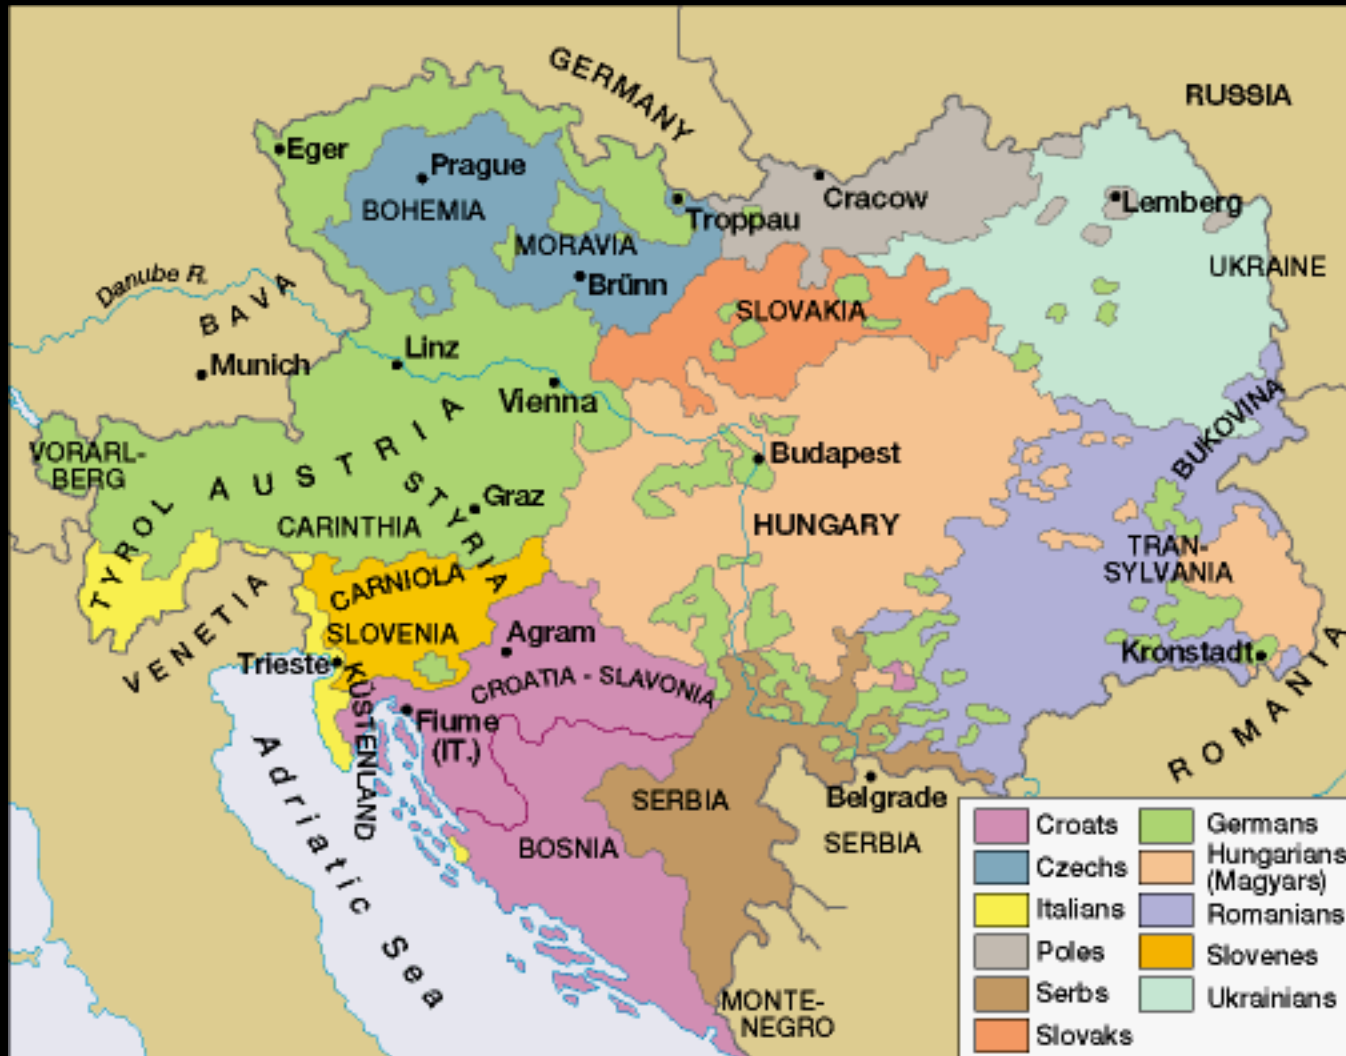 GERMANY
RUSSIA
Eger
Prague
BOHEMIA
Cracow
Lemberg
Troppau
MORAVIA
Brünn
UKRAINE
Danube R.
BAVA
SLOVAKIA
Munich
Linz
Vienna
BUKOVINA
VORARL-
BERG
Budapest
TYROL
AUSTRIA
STYRIA
Graz
CARINTHIA
HUNGARY
TRAN-
SYLVANIA
CARNIOLA
VENETIA
SLOVENIA
Agram
Trieste
Kronstadt
KÜSTENLAND
CROATIA - SLAVONIA
Fiume
(IT.)
ROMANIA
Adriatic Sea
SERBIA
Belgrade
BOSNIA
SERBIA
MONTE-
NEGRO
Croats
Czechs
Italians
Poles
Serbs
Slovaks
Germans
Hungarians
(Magyars)
Romanians
Slovenes
Ukrainians